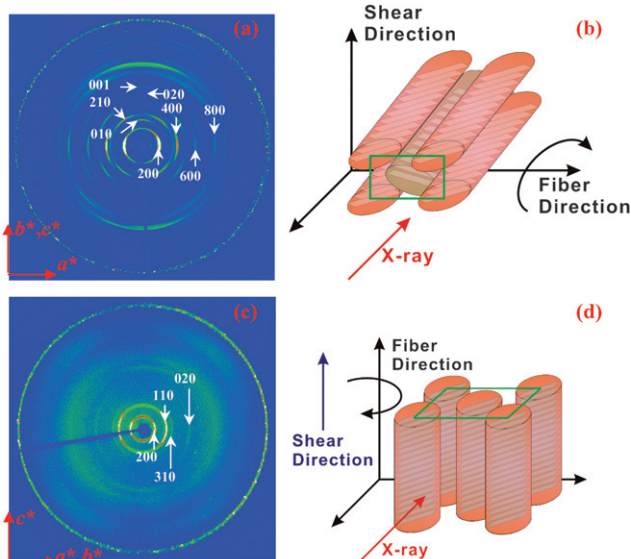 (a)
001
020
210
400
800
010
200
600
b*,c*
a*
(b)
Shear
Direction
Fiber
Direction
X-ray
(c)
020
110
200
310
c*
a*,b*
(d)
Fiber
Direction
Shear
Direction
X-ray